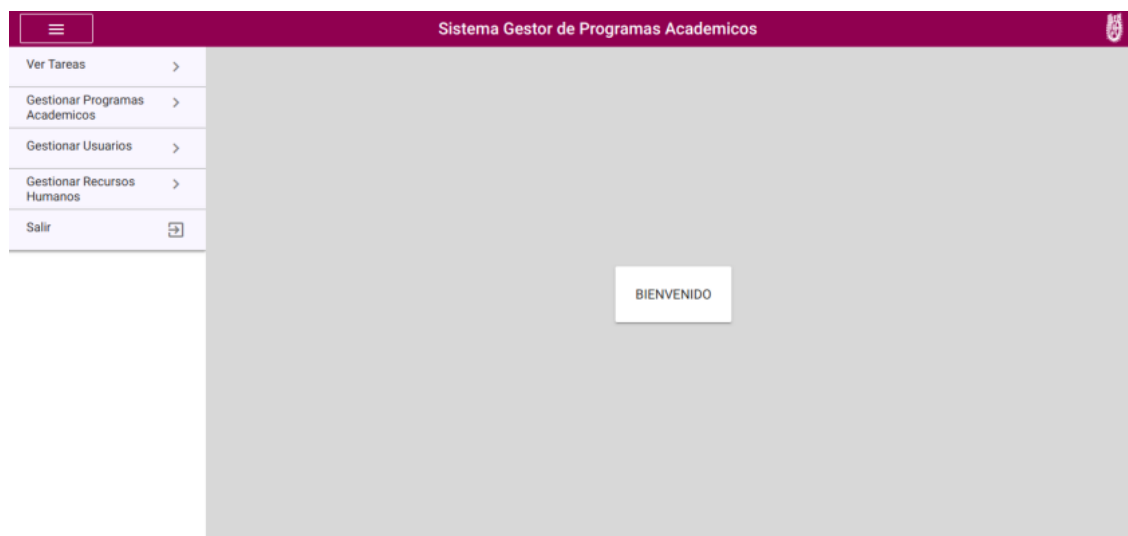 Sistema Gestor de Programas Academicos
Ver Tareas
Gestionar Programas
Academicos
Gestionar Usuarios
Gestionar Recursos
Humanos
Salir
BIENVENIDO